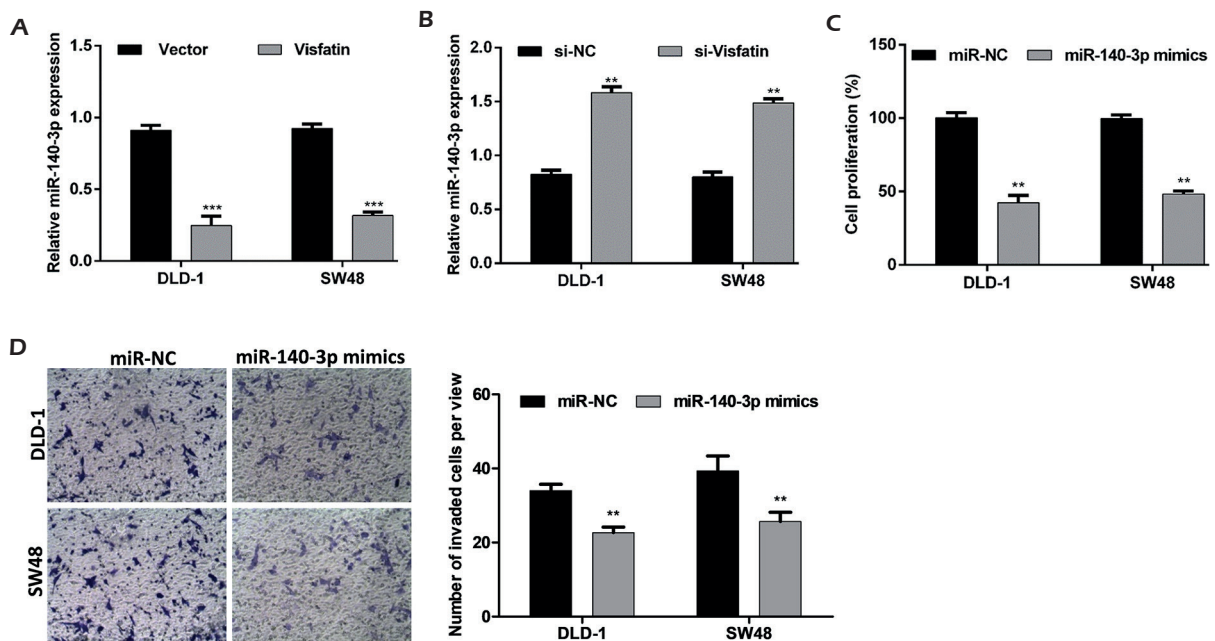 A
Relative miR-140-3p expression
1.5
1.0
0.5
0.0
Vector
Visfatin
***
***
DLD-1
SW48
B
Relative miR-140-3p expression
2.0
1.5
1.0
0.5
0.0
si-NC
si-Visfatin
**
**
DLD-1
SW48
C
Cell proliferation (%)
150
100
50
0
miR-NC
miR-140-3p mimics
**
**
DLD-1
SW48
D
miR-NC
miR-140-3p mimics
DLD-1
SW48
Number of invaded cells per view
60
40
20
0
miR-NC
miR-140-3p mimics
**
**
DLD-1
SW48